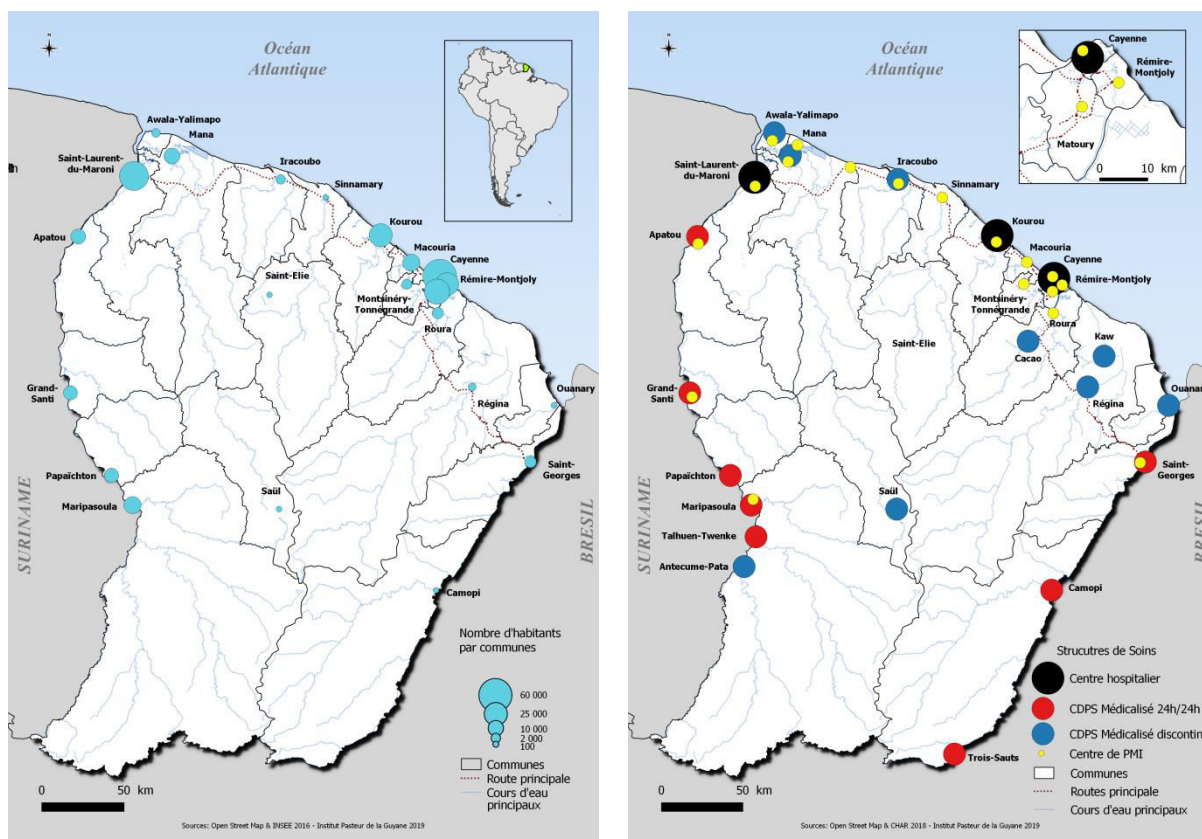 Océan
Atlantique
Awala-Yalimapo
Mana
Saint-Laurent-
du-Maroni
Iracoubo
Sinnamary
Apatou
Kourou
Macouria
Cayenne
Saint-Elie
Rémire-Montjoly
Montsinéry-
Tonnégrande
Roura
Grand-
Santi
Ouanary
Régina
Papaïchton
Saint-
Georges
Maripasoula
Saül
SURINAME
BRESIL
Camopi
Nombre d'habitants
par communes
60 000
25 000
10 000
2 000
100
Communes
Route principale
Cours d'eau
principaux
0
50 km
Sources: Open Street Map & INSEE 2016 - Institut Pasteur de la Guyane 2019
Océan
Atlantique
Cayenne
Rémire-
Montjoly
Matoury
0
10 km
Awala-Yalimapo
Mana
Saint-Laurent-
du-Maroni
Iracoubo
Sinnamary
Apatou
Kourou
Macouria
Cayenne
Rémire-Montjoly
Montsinéry-
Tonnégrande
Roura
Saint-Elie
Kaw
Cacao
Grand-
Santi
Ouanary
Régina
Papaïchton
Saint-
Georges
Maripasoula
Saül
Talhuen-Twenke
SURINAME
BRESIL
Antecume-Pata
Camopi
Strucutres de Soins
Centre hospitalier
CDPS Médicalisé 24h/24h
CDPS Médicalisé discontin
Centre de PMI
Trois-Sauts
Communes
Routes principale
Cours d'eau principaux
0
50 km
Sources: Open Street Map & CHAR 2018 - Institut Pasteur de la Guyane 2019